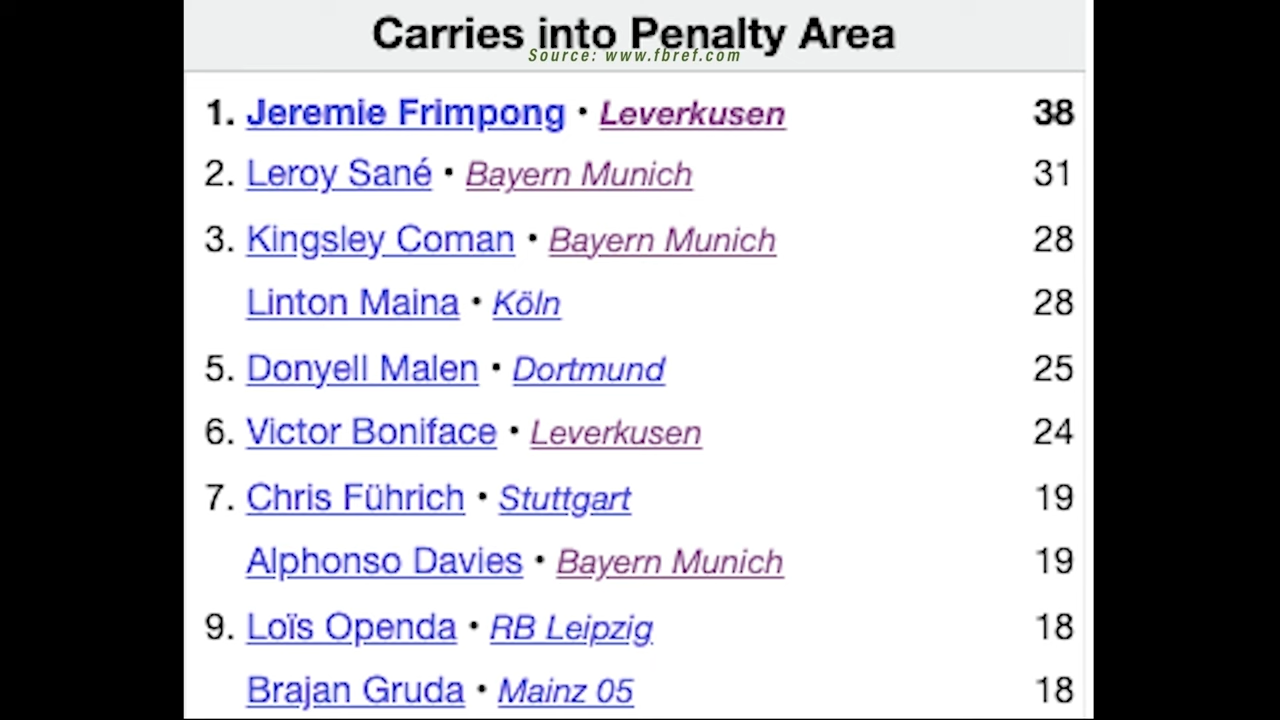 Carries into Penalty Area
Source: www.fbref.com
1. Jeremie Frimpong • Leverkusen 38
2. Leroy Sané • Bayern Munich 31
3. Kingsley Coman • Bayern Munich 28
Linton Maina • Köln 28
5. Donyell Malen • Dortmund 25
6. Victor Boniface • Leverkusen 24
7. Chris Führich • Stuttgart 19
Alphonso Davies • Bayern Munich 19
9. Loïs Openda • RB Leipzig 18
Brajan Gruda • Mainz 05 18